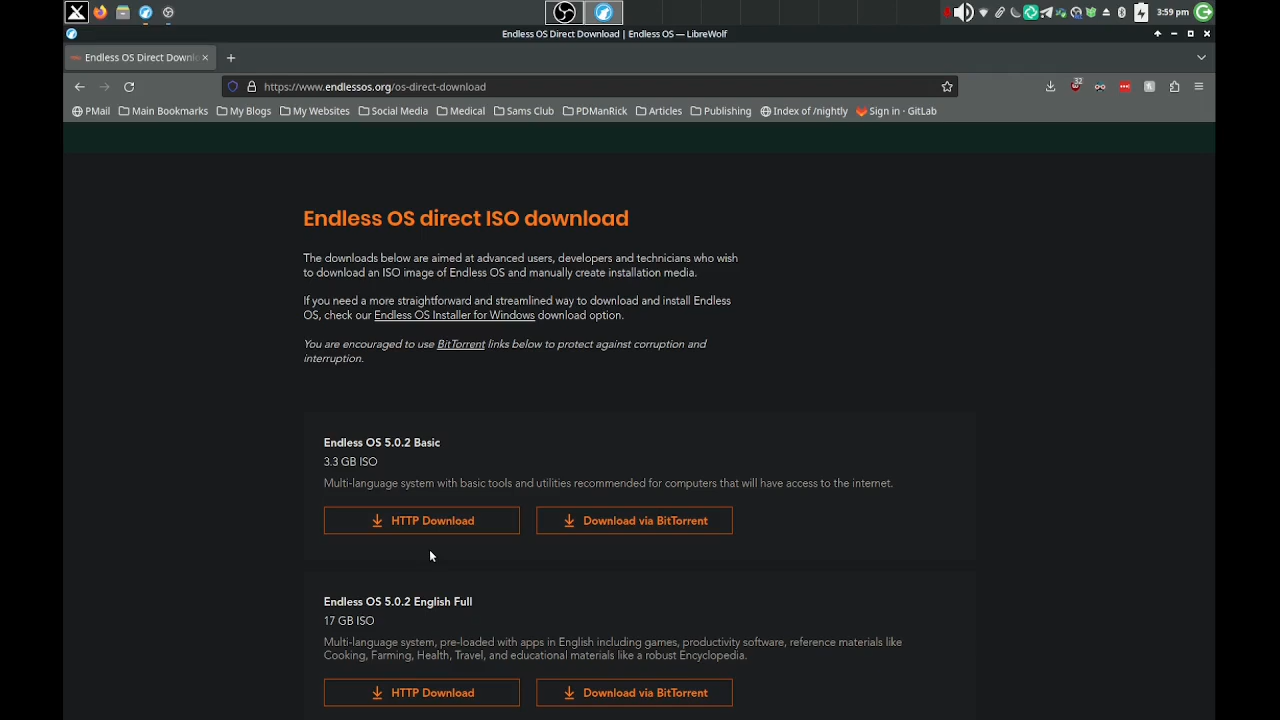 3:59 pm
Endless OS Direct Download | Endless OS — LibreWolf
Endless OS Direct Downl
https://www.endlessos.org/os-direct-download
32
PMail Main Bookmarks My Blogs My Websites Social Media Medical Sams Club PDManRick Articles Publishing Index of /nightly Sign in · GitLab
Endless OS direct ISO download
The downloads below are aimed at advanced users, developers and technicians who wish
to download an ISO image of Endless OS and manually create installation media.
If you need a more straightforward and streamlined way to download and install Endless
OS, check our Endless OS Installer for Windows download option.
You are encouraged to use BitTorrent links below to protect against corruption and
interruption.
Endless OS 5.0.2 Basic
3.3 GB ISO
Multi-language system with basic tools and utilities recommended for computers that will have access to the internet.
HTTP Download Download via BitTorrent
Endless OS 5.0.2 English Full
17 GB ISO
Multi-language system, pre-loaded with apps in English including games, productivity software, reference materials like
Cooking, Farming, Health, Travel, and educational materials like a robust Encyclopedia.
HTTP Download Download via BitTorrent